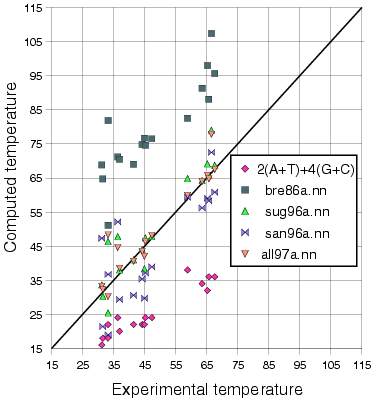 115
105
95
85
75
65
55
45
35
25
15
Computed temperature
2(A+T)+4(G+C)
bre86a.nn
sug96a.nn
san96a.nn
all97a.nn
15 25 35 45 55 65 75 85 95 105 115
Experimental temperature